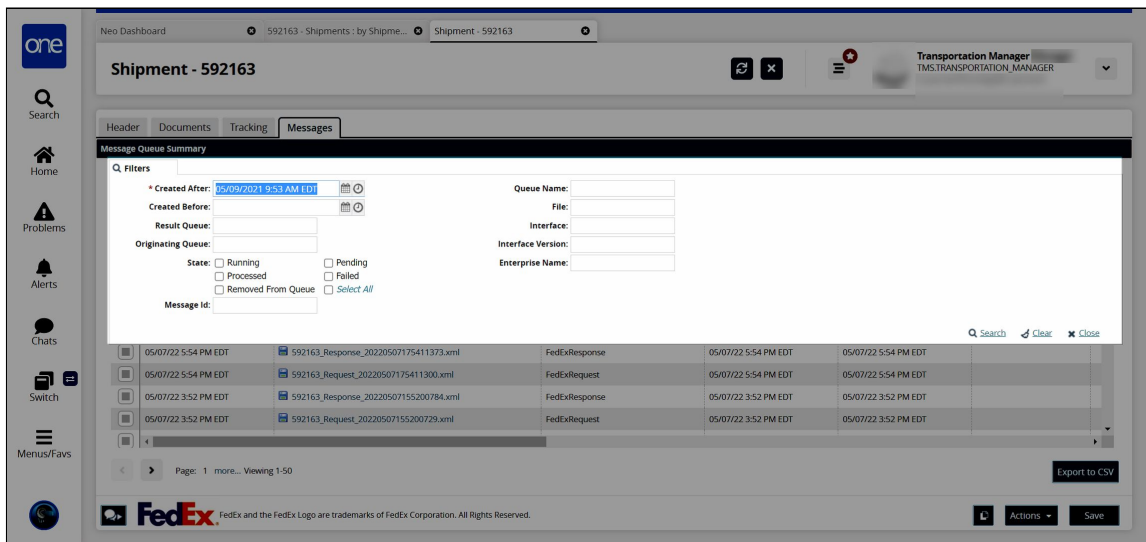 one
Search
Home
Problems
Alerts
Chats
Switch
Menus/Favs
Neo Dashboard
592163 - Shipments : by Shipme...
Shipment - 592163
Shipment - 592163
Transportation Manager
TMS.TRANSPORTATION_MANAGER
Header Documents Tracking Messages
Message Queue Summary
Filters
* Created After: 05/09/2021 9:53 AM EDT
Created Before:
Result Queue:
Originating Queue:
State: Running Pending
Processed Failed
Removed From Queue Select All
Message Id:
Queue Name:
File:
Interface:
Interface Version:
Enterprise Name:
Search Clear Close
05/07/22 5:54 PM EDT 592163_Response_20220507175411373.xml FedExResponse 05/07/22 5:54 PM EDT 05/07/22 5:54 PM EDT
05/07/22 5:54 PM EDT 592163_Request_20220507175411300.xml FedExRequest 05/07/22 5:54 PM EDT 05/07/22 5:54 PM EDT
05/07/22 3:52 PM EDT 592163_Response_20220507155200784.xml FedExResponse 05/07/22 3:52 PM EDT 05/07/22 3:52 PM EDT
05/07/22 3:52 PM EDT 592163_Request_20220507155200729.xml FedExRequest 05/07/22 3:52 PM EDT 05/07/22 3:52 PM EDT
Page: 1 more... Viewing 1-50
Export to CSV
FedEx. FedEx and the FedEx Logo are trademarks of FedEx Corporation. All Rights Reserved.
Actions Save